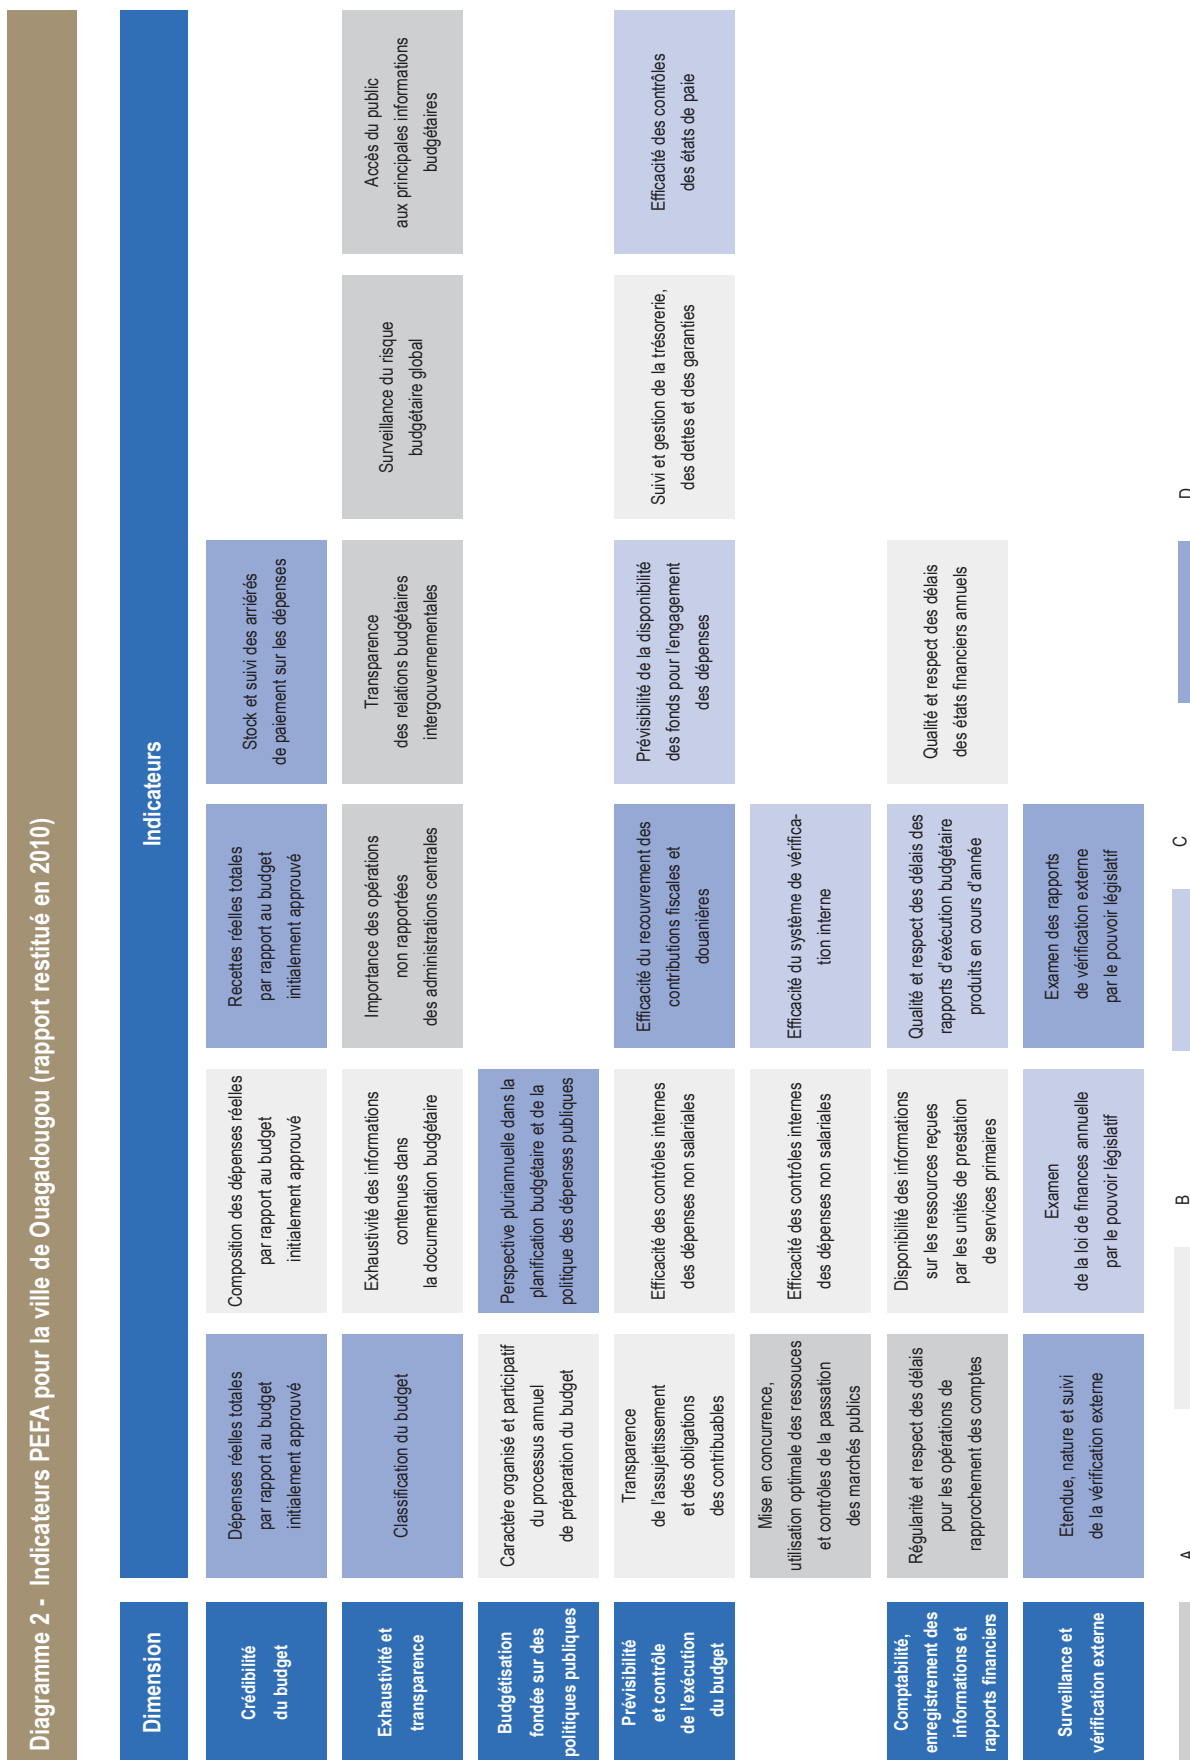 Diagramme 2 - Indicateurs PEFA pour la ville de Ouagadougou (rapport restitué en 2010)
Dimension
Indicateurs
Crédibilité
du budget
Dépenses réelles totales
par rapport au budget
initialement approuvé
Composition des dépenses réelles
par rapport au budget
initialement approuvé
Recettes réelles totales
par rapport au budget
initialement approuvé
Stock et suivi des arriérés
de paiement sur les dépenses
Exhaustivité et
transparence
Classification du budget
Exhaustivité des informations
contenues dans
la documentation budgétaire
Importance des opérations
non rapportées
des administrations centrales
Transparence
des relations budgétaires
intergouvernementales
Surveillance du risque
budgétaire global
Accès du public
aux principales informations
budgétaires
Budgétisation
fondée sur des
politiques publiques
Caractère organisé et participatif
du processus annuel
de préparation du budget
Perspective pluriannuelle dans la
planification budgétaire et de la
politique des dépenses publiques
Prévisibilité
et contrôle
de l'exécution
du budget
Transparence
de l'assujettissement
et des obligations
des contribuables
Efficacité des contrôles internes
des dépenses non salariales
Efficacité du recouvrement des
contributions fiscales et
douanières
Prévisibilité de la disponibilité
des fonds pour l'engagement
des dépenses
Suivi et gestion de la trésorerie,
des dettes et des garanties
Efficacité des contrôles
des états de paie
Mise en concurrence,
utilisation optimale des ressouces
et contrôles de la passation
des marchés publics
Efficacité des contrôles internes
des dépenses non salariales
Efficacité du système de vérifica-
tion interne
Comptabilité,
enregistrement des
informations et
rapports financiers
Régularité et respect des délais
pour les opérations de
rapprochement des comptes
Disponibilité des informations
sur les ressources reçues
par les unités de prestation
de services primaires
Qualité et respect des délais des
rapports d'exécution budgétaire
produits en cours d'année
Qualité et respect des délais
des états financiers annuels
Surveillance et
vérification externe
Etendue, nature et suivi
de la vérification externe
Examen
de la loi de finances annuelle
par le pouvoir législatif
Examen des rapports
de vérification externe
par le pouvoir législatif
A
B
C
D